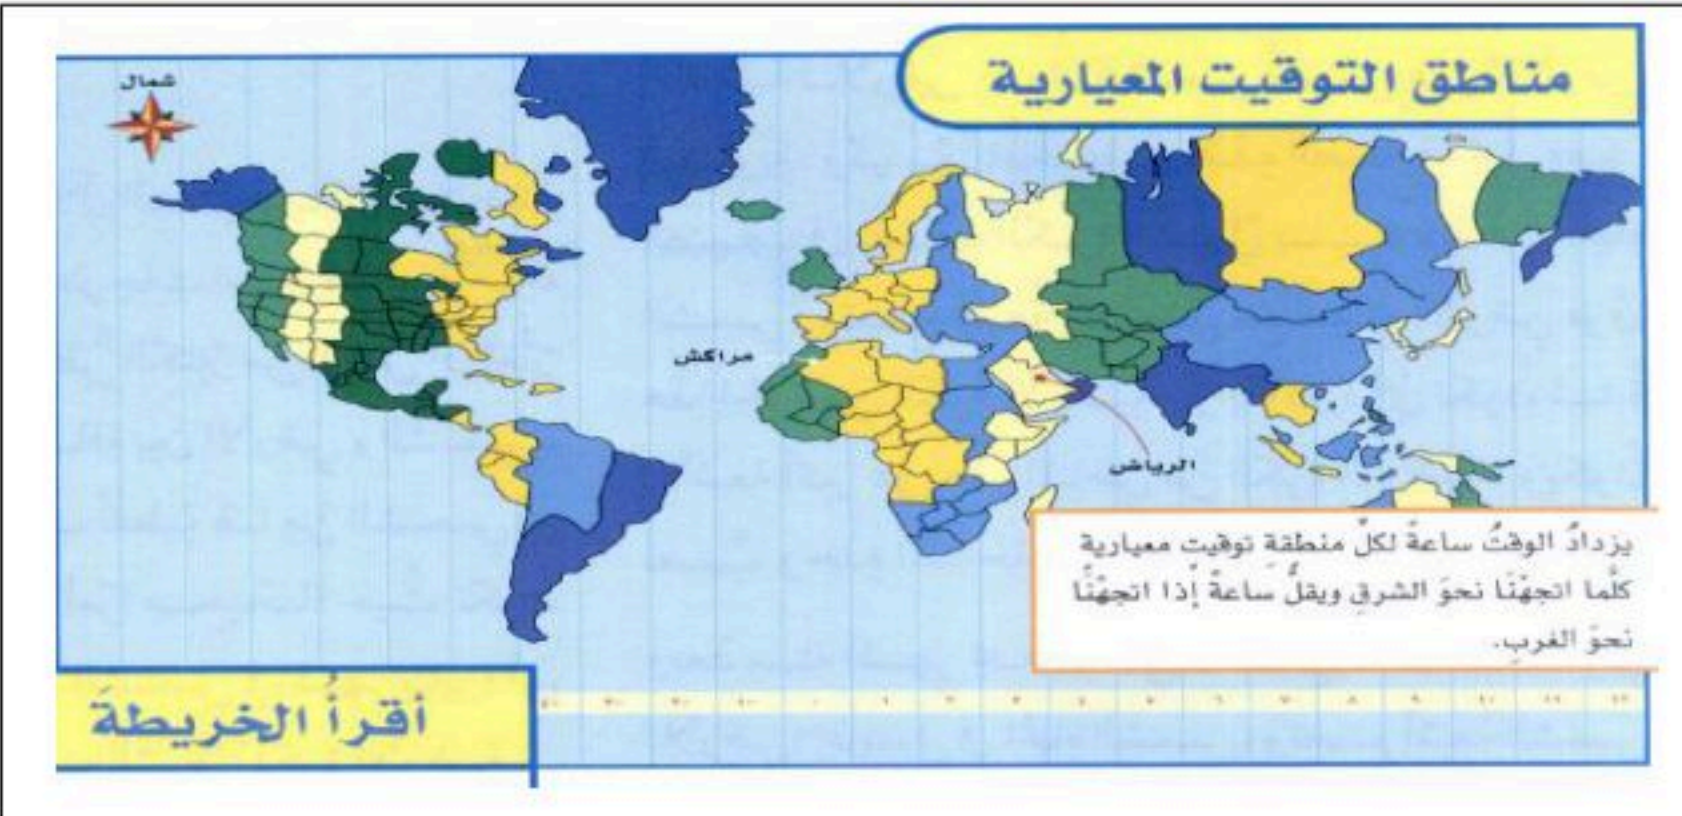 مناطق التوقيت المعيارية
شمال
مراكش
الرياض
يزدادُ الوقتُ ساعةً لكلِّ منطقةِ توقيتٍ معيارية
كلَّما اتجهْنَا نحوَ الشرقِ ويقلُّ ساعةً إذا اتجهْنَا
نحوَ الغربِ.
أقرأُ الخريطةَ